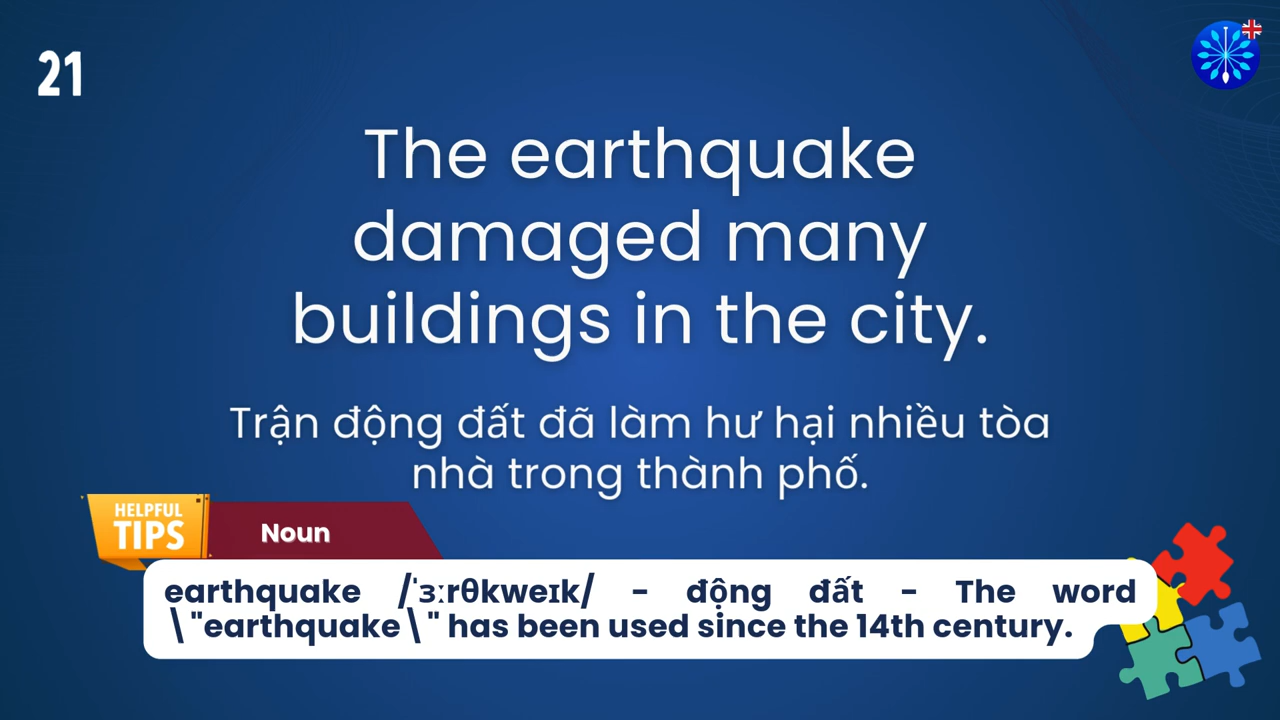 21
The earthquake
damaged many
buildings in the city.
Trận động đất đã làm hư hại nhiều tòa
nhà trong thành phố.
HELPFUL
TIPS
Noun
earthquake /ˈɜːrθkweɪk/ - động đất - The word
\"earthquake\" has been used since the 14th century.